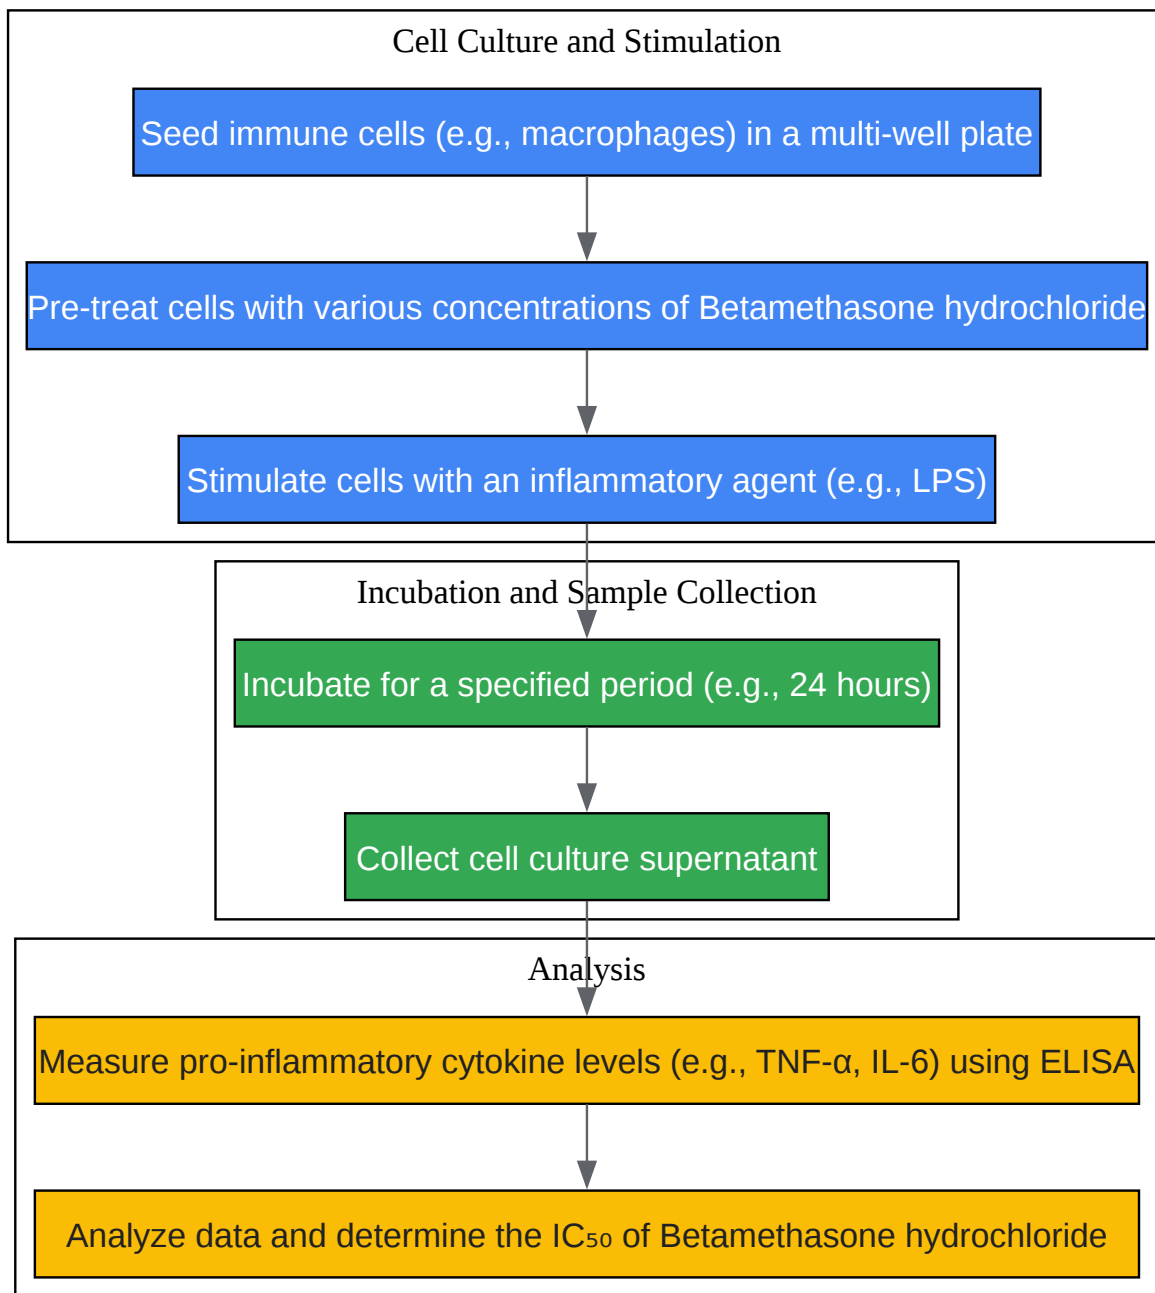 Cell Culture and Stimulation
Seed immune cells (e.g., macrophages) in a multi-well plate
Pre-treat cells with various concentrations of Betamethasone hydrochloride
Stimulate cells with an inflammatory agent (e.g., LPS)
Incubation and Sample Collection
Incubate for a specified period (e.g., 24 hours)
Collect cell culture supernatant
Analysis
Measure pro-inflammatory cytokine levels (e.g., TNF-α, IL-6) using ELISA
Analyze data and determine the IC₅₀ of Betamethasone hydrochloride